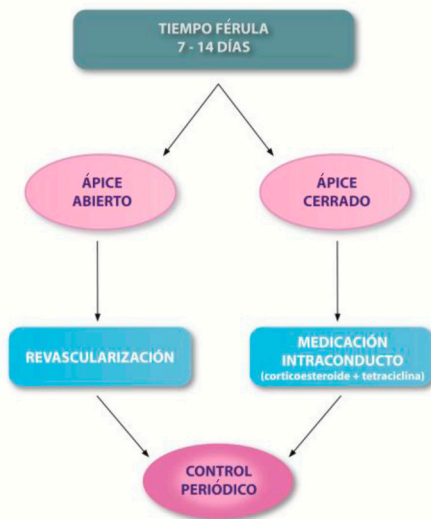 TIEMPO FÉRULA
7 - 14 DÍAS
ÁPICE
ABIERTO
ÁPICE
CERRADO
REVASCULARIZACIÓN
MEDICACIÓN
INTRACONDUCTO
(corticoesteroide + tetraciclina)
CONTROL
PERIÓDICO